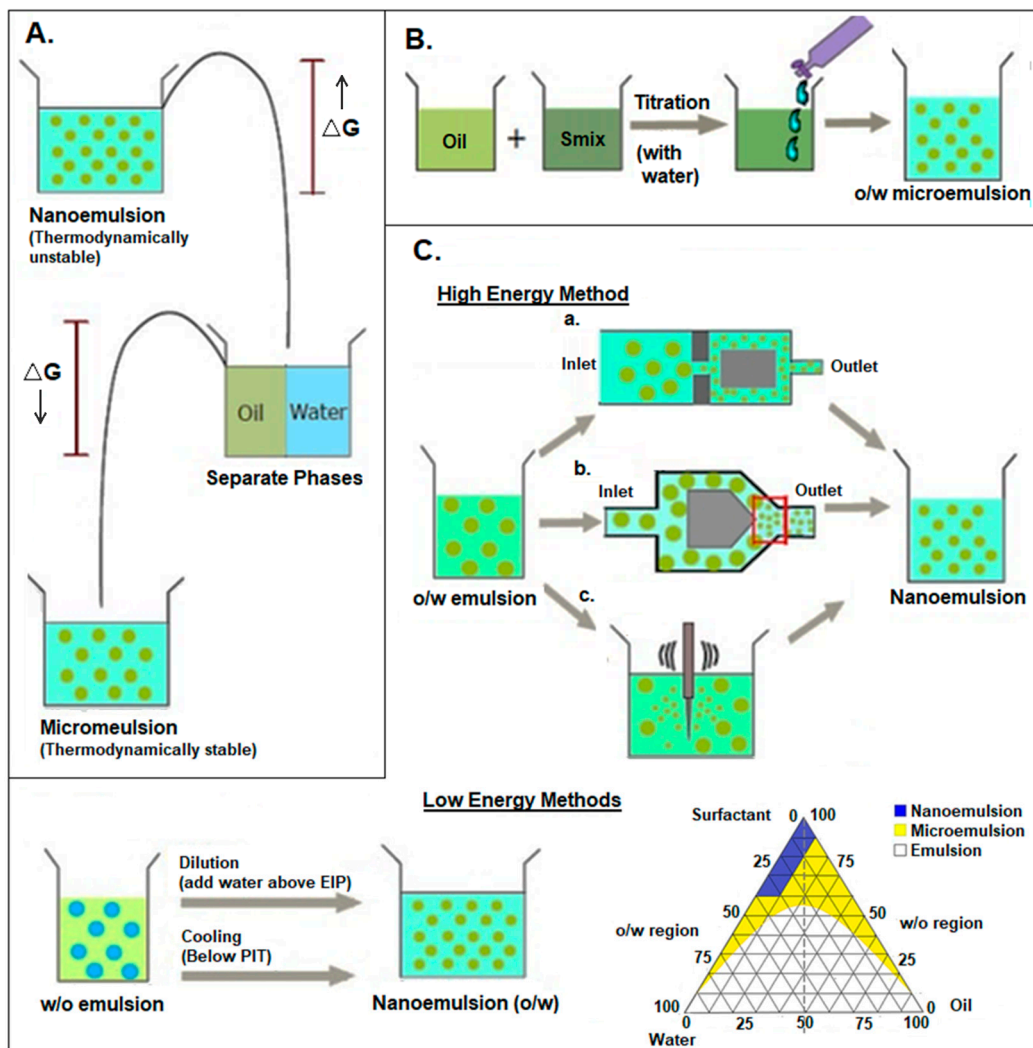 A.
△G
↑
Nanoemulsion
(Thermodynamically
unstable)
△G
↓
Oil
Water
Separate Phases
Micromeulsion
(Thermodynamically stable)
B.
Oil
+
Smix
Titration
(with
water)
o/w microemulsion
C.
High Energy Method
a.
Inlet
Outlet
b.
Inlet
Outlet
o/w emulsion
c.
Nanoemulsion
Low Energy Methods
w/o emulsion
Dilution
(add water above EIP)
Cooling
(Below PIT)
Nanoemulsion (o/w)
Surfactant
0 100
25 75
o/w region
50 50
w/o region
75 25
100 0
Oil
0 25 50 75 100
Water
Nanoemulsion
Microemulsion
Emulsion